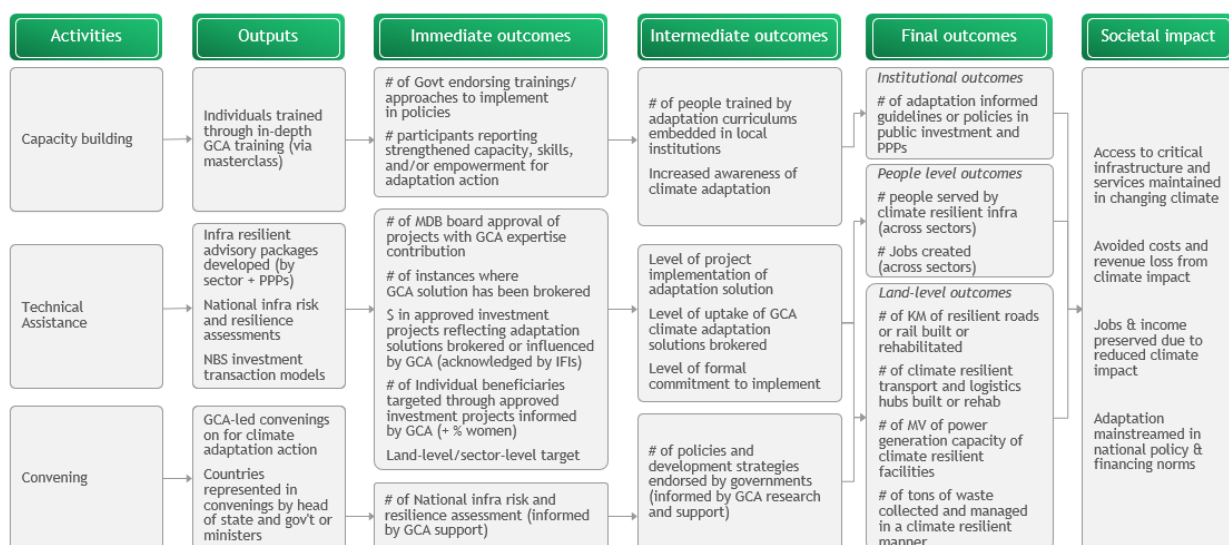 Activities
Outputs
Immediate outcomes
Intermediate outcomes
Final outcomes
Societal impact
Capacity building
Individuals trained
through in-depth
GCA training (via
masterclass)
# of Govt endorsing trainings/
approaches to implement
in policies
# participants reporting
strengthened capacity, skills,
and/or empowerment for
adaptation action
# of people trained by
adaptation curriculums
embedded in local
institutions
Increased awareness of
climate adaptation
Institutional outcomes
# of adaptation informed
guidelines or policies in
public investment and
PPPs
People level outcomes
# people served by
climate resilient infra
(across sectors)
# Jobs created
(across sectors)
Technical
Assistance
Infra resilient
advisory packages
developed (by
sector + PPPs)
National infra risk
and resilience
assessments
NBS investment
transaction models
# of MDB board approval of
projects with GCA expertise
contribution
# of instances where
GCA solution has been brokered
$ in approved investment
projects reflecting adaptation
solutions brokered or influenced
by GCA (acknowledged by IFIs)
# of Individual beneficiaries
targeted through approved
investment projects informed
by GCA (+ % women)
Land-level/sector-level target
Level of project
implementation of
adaptation solution
Level of uptake of GCA
climate adaptation
solutions brokered
Level of formal
commitment to implement
Land-level outcomes
# of KM of resilient roads
or rail built or
rehabilitated
# of climate resilient
transport and logistics
hubs built or rehab
# of MV of power
generation capacity of
climate resilient
facilities
# of tons of waste
collected and managed
in a climate resilient
manner
Convening
GCA-led convenings
on for climate
adaptation action
Countries
represented in
convenings by head
of state and gov't or
ministers
# of National infra risk and
resilience assessment (informed
by GCA support)
# of policies and
development strategies
endorsed by governments
(informed by GCA research
and support)
Access to critical
infrastructure and
services maintained
in changing climate
Avoided costs and
revenue loss from
climate impact
Jobs & income
preserved due to
reduced climate
impact
Adaptation
mainstreamed in
national policy &
financing norms